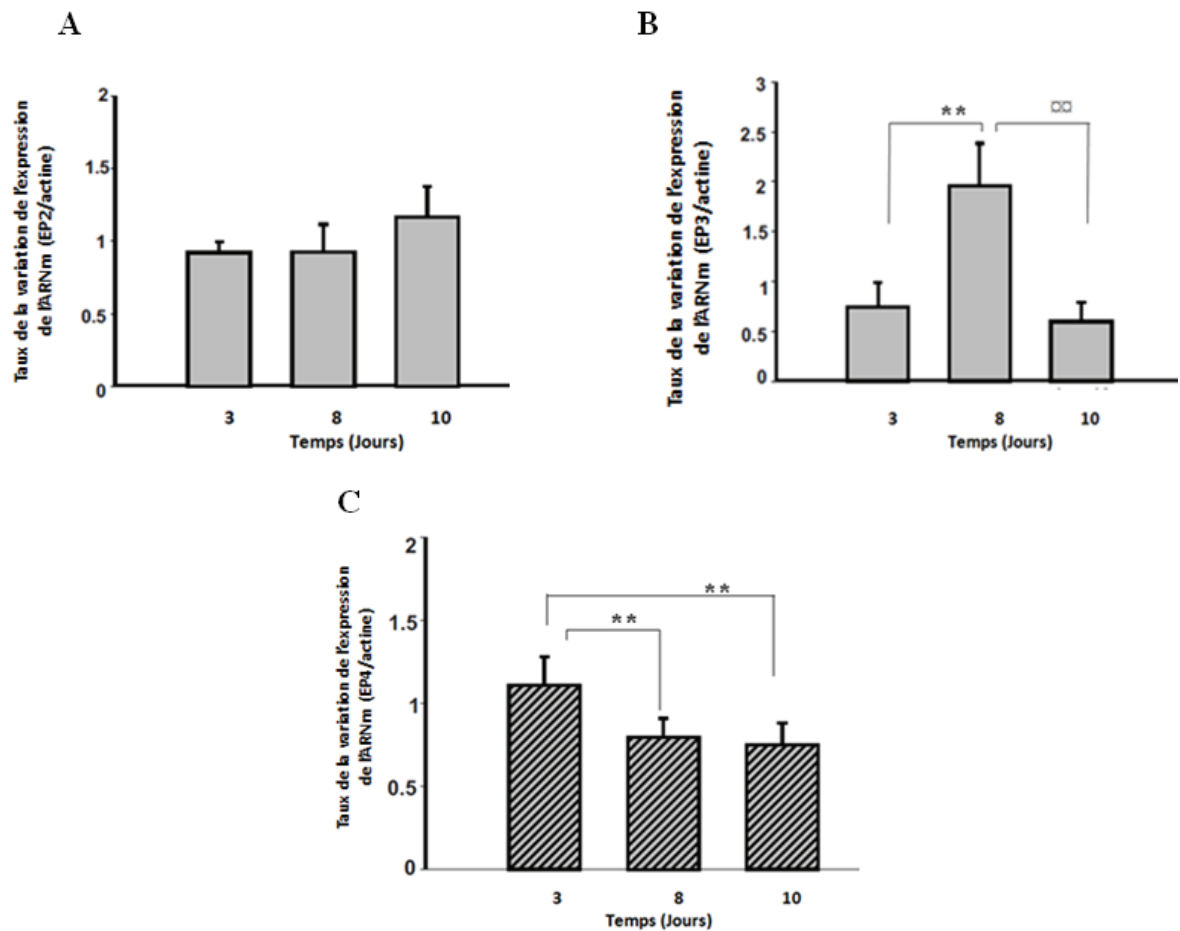 A
Taux de la variation de l'expression
de l'ARNm (EP2/actine)
2
1.5
1
0.5
0
3 8 10
Temps (Jours)
B
Taux de la variation de l'expression
de l'ARNm (EP3/actine)
3
2.5
2
1.5
1
0.5
0
**
¤¤
3 8 10
Temps (Jours)
C
Taux de la variation de l'expression
de l'ARNm (EP4/actine)
2
1.5
1
0.5
0
**
**
3 8 10
Temps (Jours)